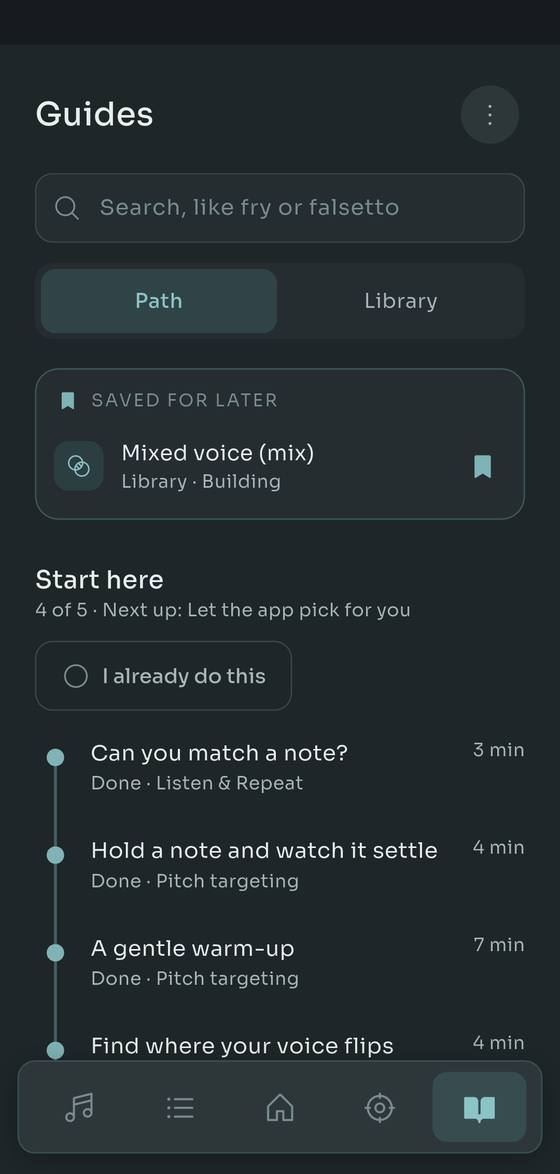 Guides
Search, like fry or falsetto
Path
Library
SAVED FOR LATER
Mixed voice (mix)
Library · Building
Start here
4 of 5 · Next up: Let the app pick for you
I already do this
Can you match a note?
3 min
Done · Listen & Repeat
Hold a note and watch it settle
4 min
Done · Pitch targeting
A gentle warm-up
7 min
Done · Pitch targeting
Find where your voice flips
4 min